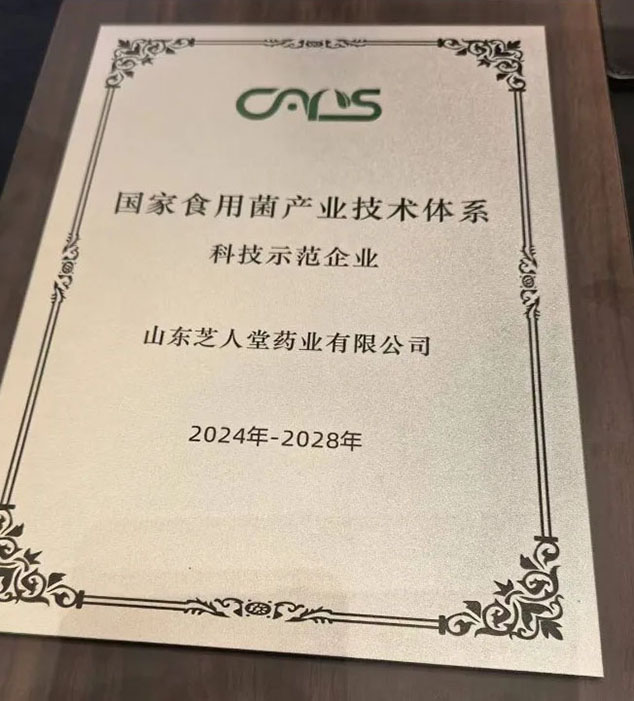 CARS
国家食用菌产业技术体系
科技示范企业
山东芝人堂药业有限公司
2024年-2028年